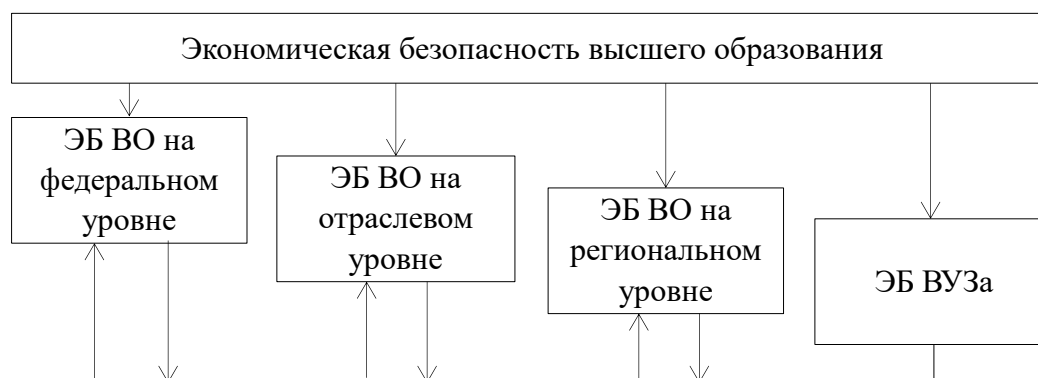 Экономическая безопасность высшего образования
ЭБ ВО на
федеральном
уровне
ЭБ ВО на
отраслевом
уровне
ЭБ ВО на
региональном
уровне
ЭБ ВУЗа